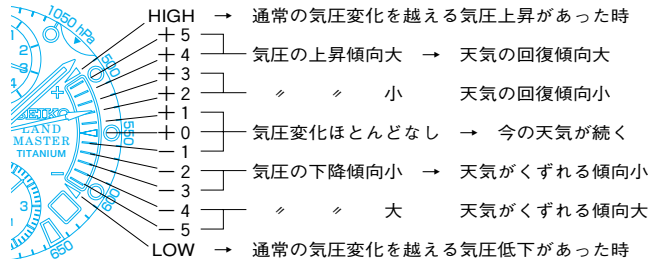 HIGH → 通常の気圧変化を越える気圧上昇があった時
+5
+4 気圧の上昇傾向大 → 天気の回復傾向大
+3
+2 〃 〃 小 天気の回復傾向小
+1
+0 気圧変化ほとんどなし → 今の天気が続く
−1
−2 気圧の下降傾向小 → 天気がくずれる傾向小
−3
−4 〃 〃 大 天気がくずれる傾向大
−5
LOW → 通常の気圧変化を越える気圧低下があった時
1050 hPa
500
550
600
650
+
SEIKO
LAND
MASTER
TITANIUM
−
1
2
3
3